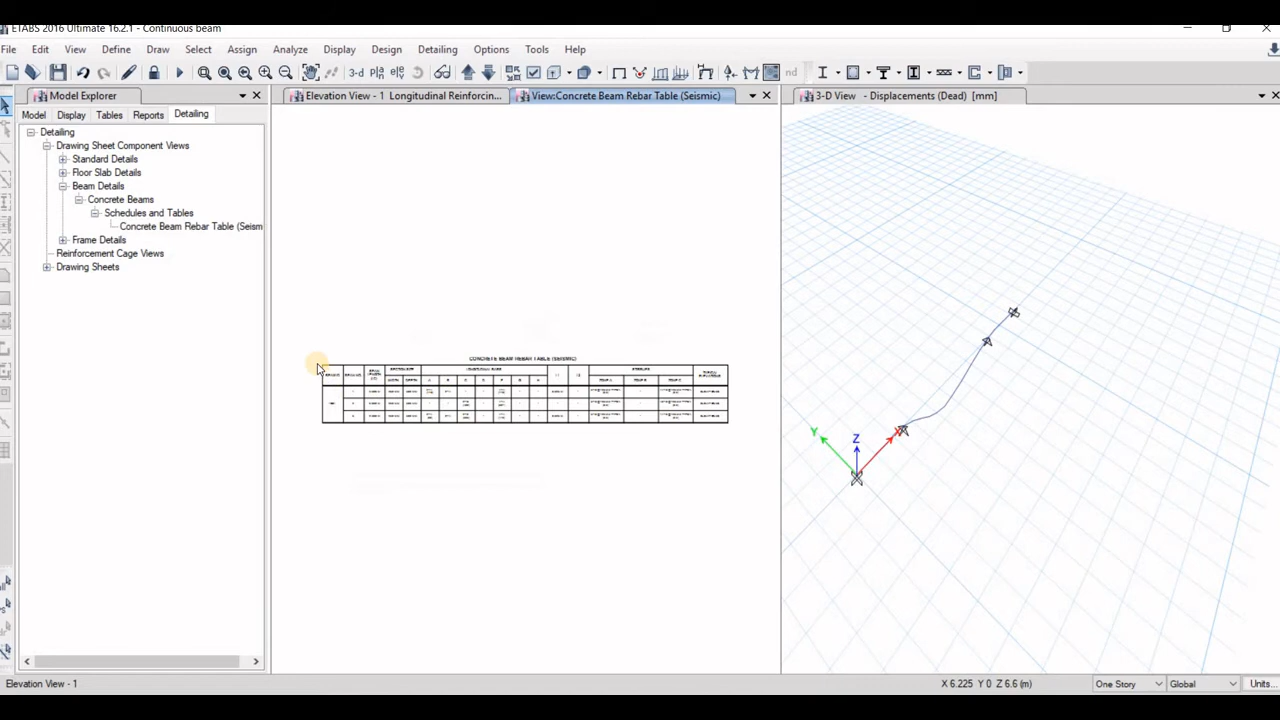 ETABS 2016 Ultimate 16.2.1 - Continuous beam
File Edit View Define Draw Select Assign Analyze Display Design Detailing Options Tools Help
3-d
nd
Model Explorer
Elevation View - 1 Longitudinal Reinforcin...
View:Concrete Beam Rebar Table (Seismic)
3-D View - Displacements (Dead) [mm]
Model Display Tables Reports Detailing
Detailing
Drawing Sheet Component Views
Standard Details
Floor Slab Details
Beam Details
Concrete Beams
Schedules and Tables
Concrete Beam Rebar Table (Seism
Frame Details
Reinforcement Cage Views
Drawing Sheets
CONCRETE BEAM REBAR TABLE (SEISMIC)
Y
Z
X
Elevation View - 1
X 6.225 Y 0 Z 6.6 (m)
One Story
Global
Units...